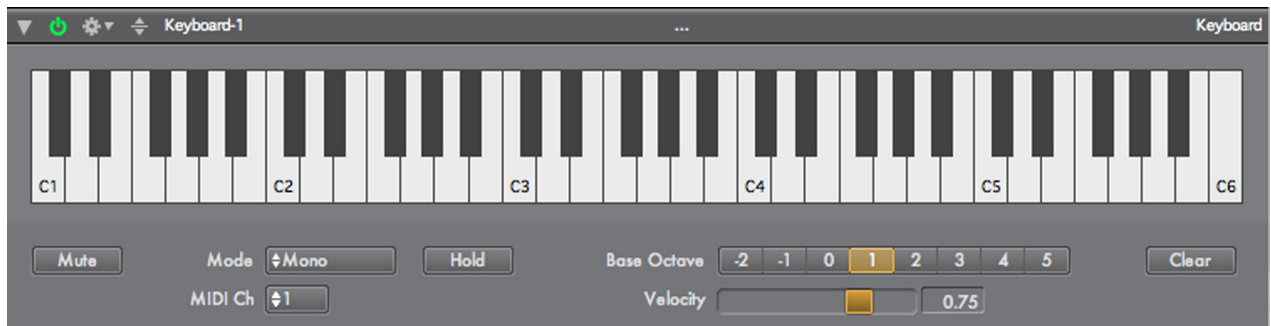 Keyboard-1 ... Keyboard
C1 C2 C3 C4 C5 C6
Mute Mode Mono Hold Base Octave -2 -1 0 1 2 3 4 5 Clear
MIDI Ch 1 Velocity 0.75